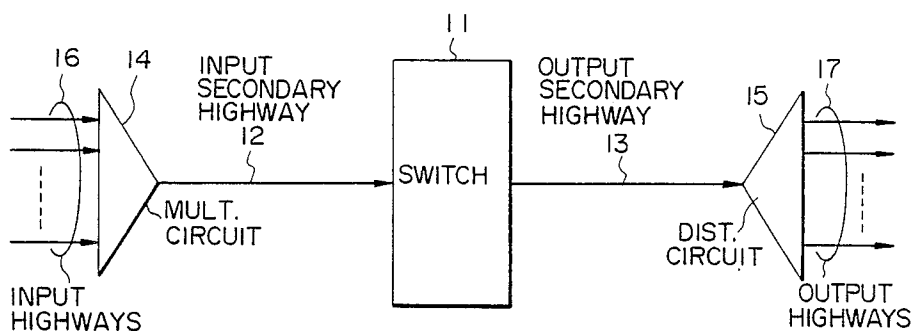 11
16
14
INPUT
SECONDARY
HIGHWAY
12
OUTPUT
SECONDARY
HIGHWAY
13
15
17
SWITCH
MULT.
CIRCUIT
DIST.
CIRCUIT
INPUT
HIGHWAYS
OUTPUT
HIGHWAYS